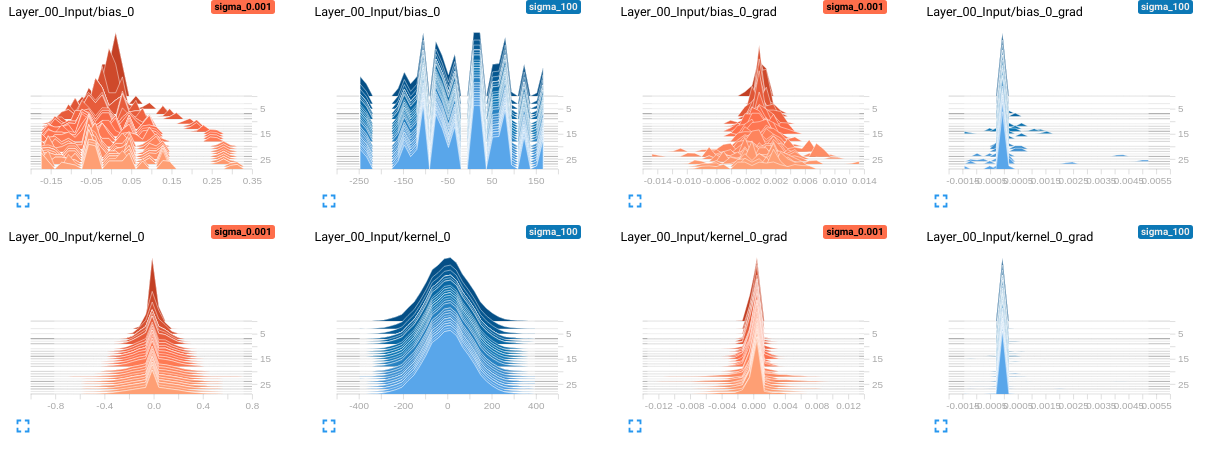 Layer_00_Input/bias_0 sigma_0.001
Layer_00_Input/bias_0 sigma_100
Layer_00_Input/bias_0_grad sigma_0.001
Layer_00_Input/bias_0_grad sigma_100
5
15
25
-0.15 -0.05 0.05 0.15 0.25 0.35
5
15
25
-250 -150 -50 50 150
5
15
25
-0.014 -0.010 -0.006 -0.002 0.002 0.006 0.010 0.014
5
15
25
-0.0015 -0.0005 0.0005 0.0015 0.0025 0.0035 0.0045 0.0055
Layer_00_Input/kernel_0 sigma_0.001
Layer_00_Input/kernel_0 sigma_100
Layer_00_Input/kernel_0_grad sigma_0.001
Layer_00_Input/kernel_0_grad sigma_100
5
15
25
-0.8 -0.4 0.0 0.4 0.8
5
15
25
-400 -200 0 200 400
5
15
25
-0.012 -0.008 -0.004 0.000 0.004 0.008 0.012
5
15
25
-0.0015 -0.0005 0.0005 0.0015 0.0025 0.0035 0.0045 0.0055